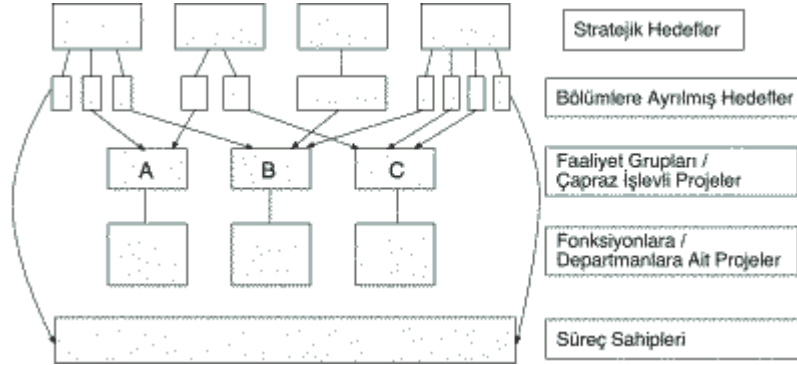 Stratejik Hedefler
Bölümlere Ayrılmış Hedefler
A
B
C
Faaliyet Grupları /
Çapraz İşlevli Projeler
Fonksiyonlara /
Departmanlara Ait Projeler
Süreç Sahipleri